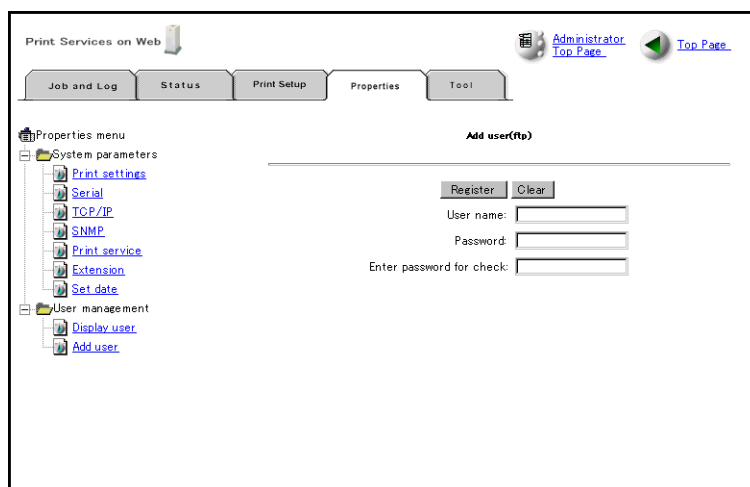 Print Services on Web
Administrator
Top Page
Top Page
Job and Log
Status
Print Setup
Properties
Tool
Properties menu
System parameters
Print settings
Serial
TCP/IP
SNMP
Print service
Extension
Set date
User management
Display user
Add user
Add user(ftp)
Register
Clear
User name:
Password:
Enter password for check: